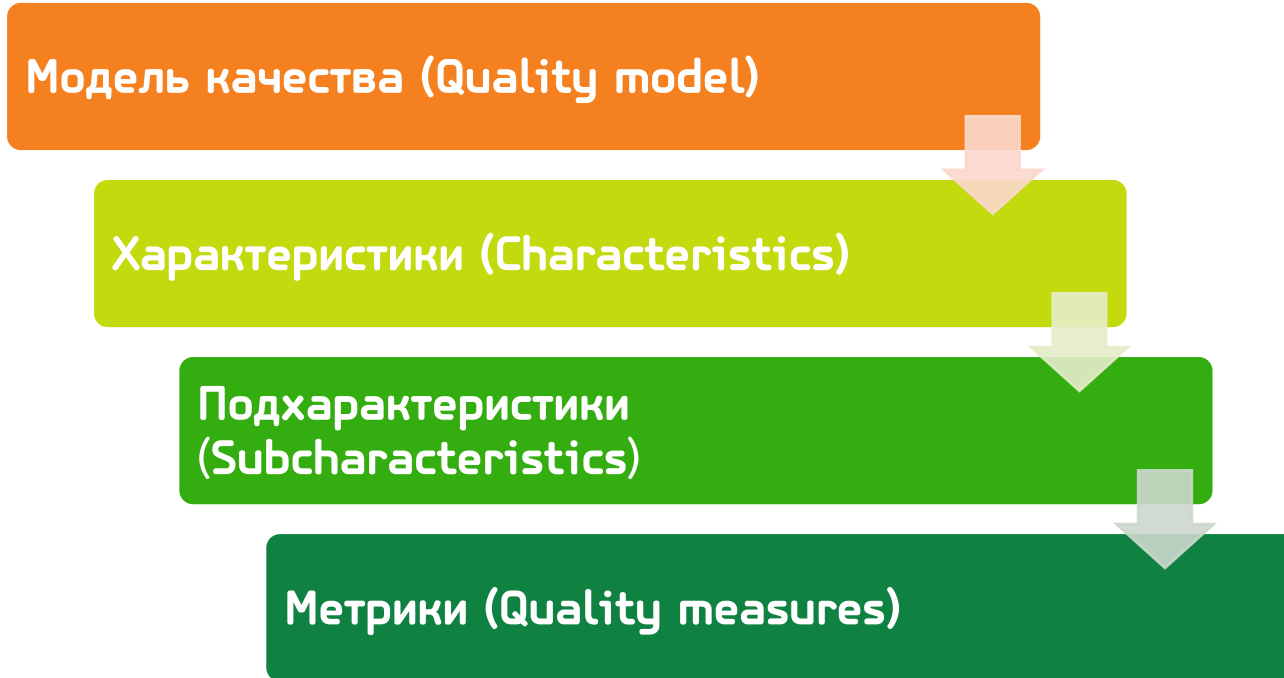 Модель качества (Quality model)
Характеристики (Characteristics)
Подхарактеристики
(Subcharacteristics)
Метрики (Quality measures)